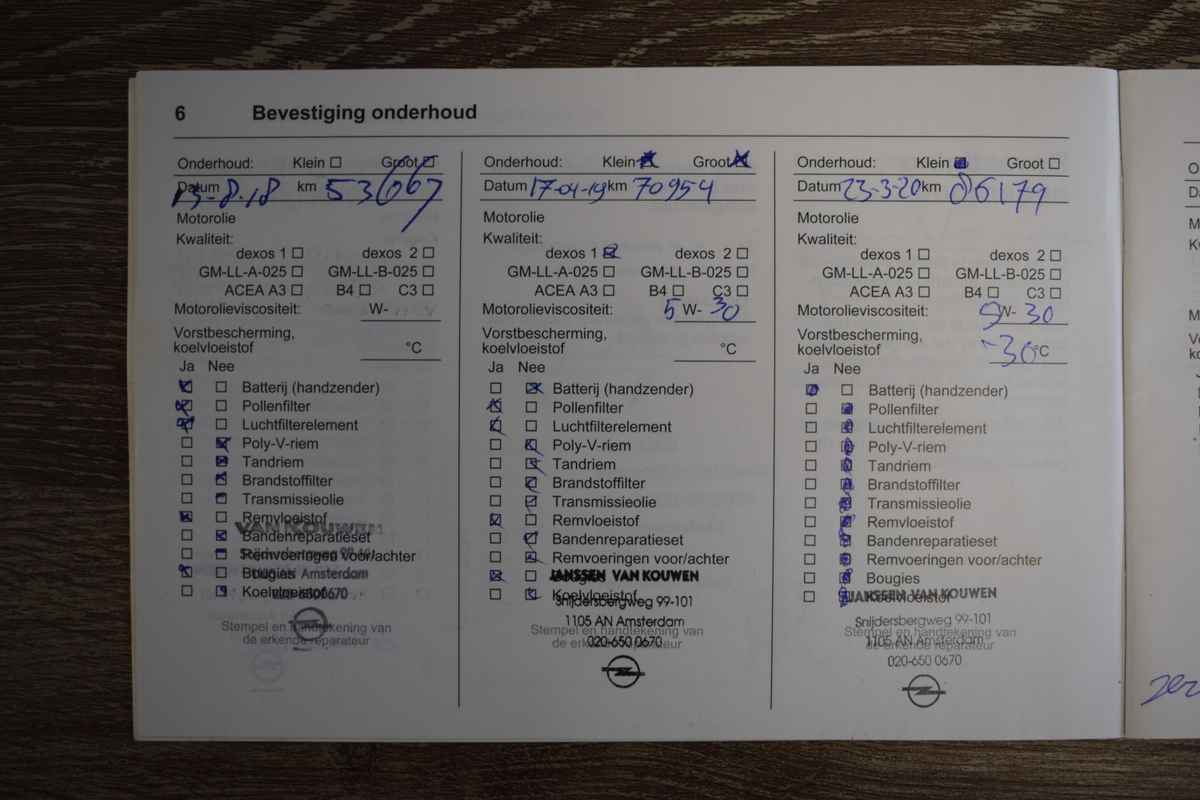 6 Bevestiging onderhoud
Onderhoud: Klein Groot
Datum 13-8-18 km 53667
Motorolie
Kwaliteit:
dexos 1 dexos 2
GM-LL-A-025 GM-LL-B-025
ACEA A3 B4 C3
Motorolieviscositeit: W-
Vorstbescherming,
koelvloeistof °C
Ja Nee
Batterij (handzender)
Pollenfilter
Luchtfilterelement
Poly-V-riem
Tandriem
Brandstoffilter
Transmissieolie
Remvloeistof
VAN KOUWEN
Bandenreparatieset
Snijdersbergweg
Remvoeringen voor/achter
Bougies Amsterdam
Koelvloeistof
Stempel en handtekening van
de erkende reparateur
Onderhoud: Klein Groot
Datum 17-04-19 km 70954
Motorolie
Kwaliteit:
dexos 1 dexos 2
GM-LL-A-025 GM-LL-B-025
ACEA A3 B4 C3
Motorolieviscositeit: 5 W- 30
Vorstbescherming,
koelvloeistof °C
Ja Nee
Batterij (handzender)
Pollenfilter
Luchtfilterelement
Poly-V-riem
Tandriem
Brandstoffilter
Transmissieolie
Remvloeistof
Bandenreparatieset
Remvoeringen voor/achter
Bougies
JANSSEN VAN KOUWEN
Koelvloeistof
Snijdersbergweg 99-101
1105 AN Amsterdam
Stempel en handtekening van
de erkende reparateur
020-650 0670
Onderhoud: Klein Groot
Datum 23-3-20 km 86179
Motorolie
Kwaliteit:
dexos 1 dexos 2
GM-LL-A-025 GM-LL-B-025
ACEA A3 B4 C3
Motorolieviscositeit: 5 W- 30
Vorstbescherming,
koelvloeistof -30 °C
Ja Nee
Batterij (handzender)
Pollenfilter
Luchtfilterelement
Poly-V-riem
Tandriem
Brandstoffilter
Transmissieolie
Remvloeistof
Bandenreparatieset
Remvoeringen voor/achter
Bougies
Koelvloeistof
JANSSEN VAN KOUWEN
Snijdersbergweg 99-101
Stempel en handtekening van
1105 AN Amsterdam
de erkende reparateur
020-650 0670